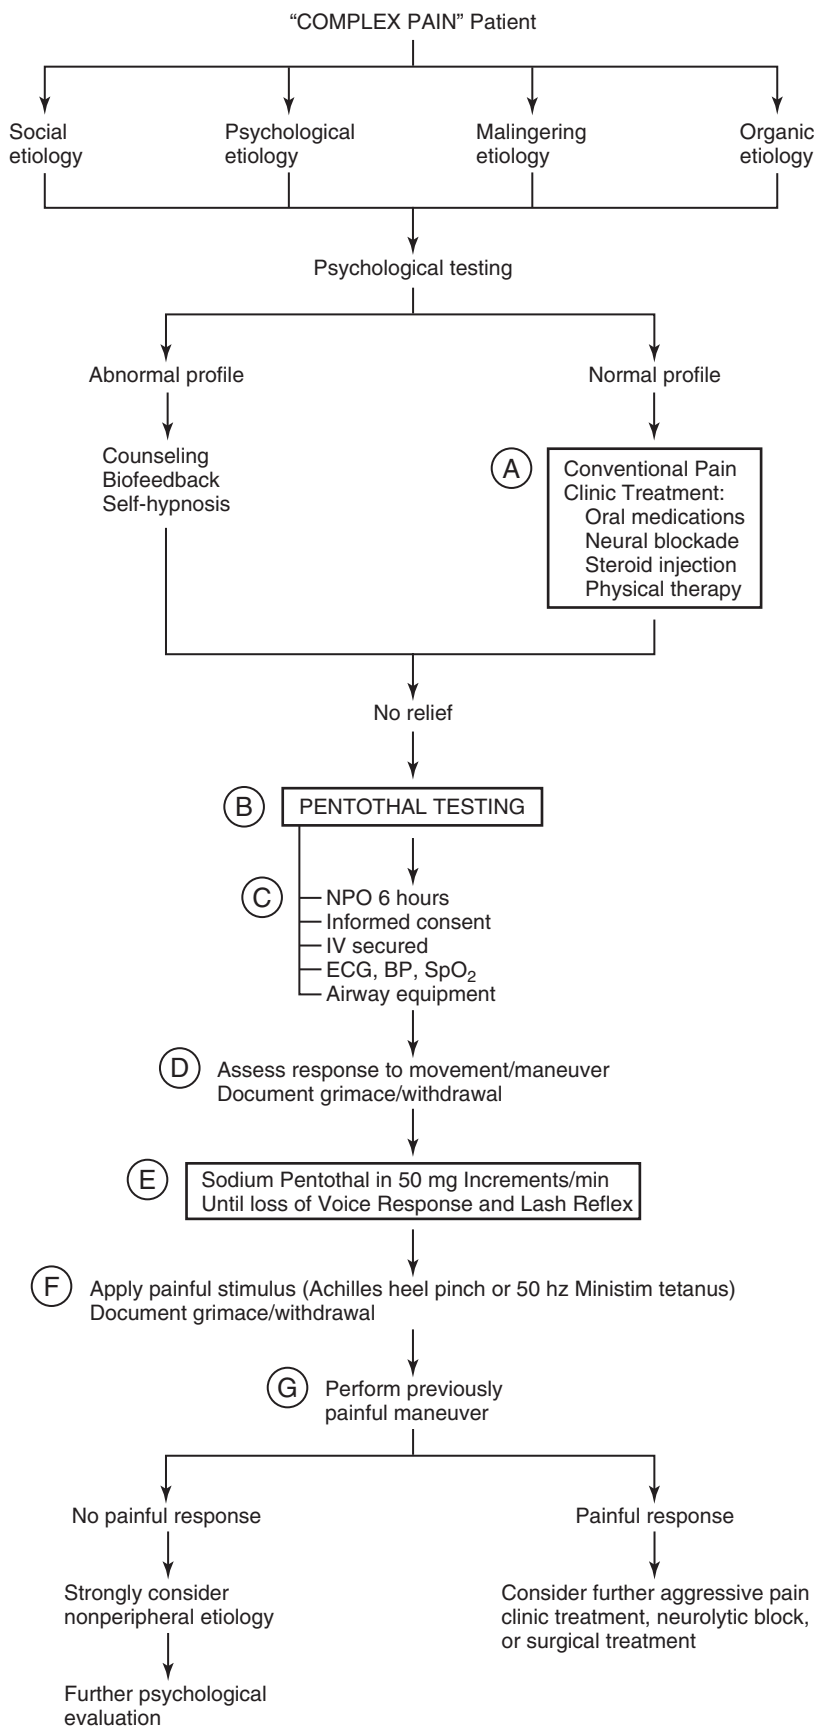 “COMPLEX PAIN” Patient
Social
etiology
Psychological
etiology
Malingering
etiology
Organic
etiology
Psychological testing
Abnormal profile
Normal profile
Counseling
Biofeedback
Self-hypnosis
A
Conventional Pain
Clinic Treatment:
Oral medications
Neural blockade
Steroid injection
Physical therapy
No relief
B
PENTOTHAL TESTING
C
NPO 6 hours
Informed consent
IV secured
ECG, BP, SpO₂
Airway equipment
D
Assess response to movement/maneuver
Document grimace/withdrawal
E
Sodium Pentothal in 50 mg Increments/min
Until loss of Voice Response and Lash Reflex
F
Apply painful stimulus (Achilles heel pinch or 50 hz Ministim tetanus)
Document grimace/withdrawal
G
Perform previously
painful maneuver
No painful response
Painful response
Strongly consider
nonperipheral etiology
Consider further aggressive pain
clinic treatment, neurolytic block,
or surgical treatment
Further psychological
evaluation